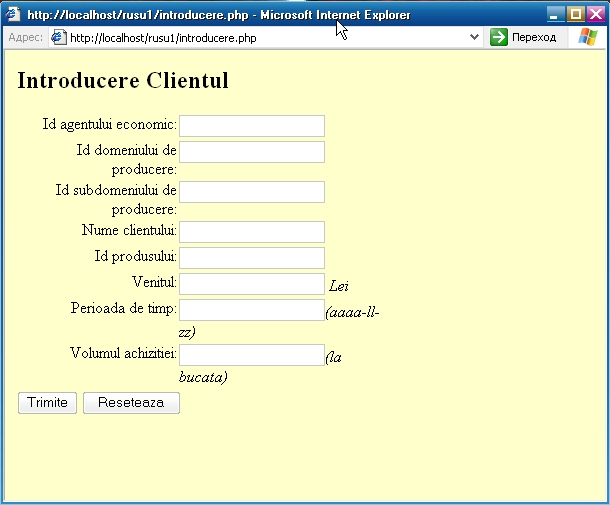 http://localhost/rusu1/introducere.php - Microsoft Internet Explorer
Адрес: http://localhost/rusu1/introducere.php Переход
Introducere Clientul
Id agentului economic:
Id domeniului de
producere:
Id subdomeniului de
producere:
Nume clientului:
Id produsului:
Venitul: Lei
Perioada de timp: (aaaa-ll-
zz)
Volumul achizitiei: (la
bucata)
Trimite Reseteaza